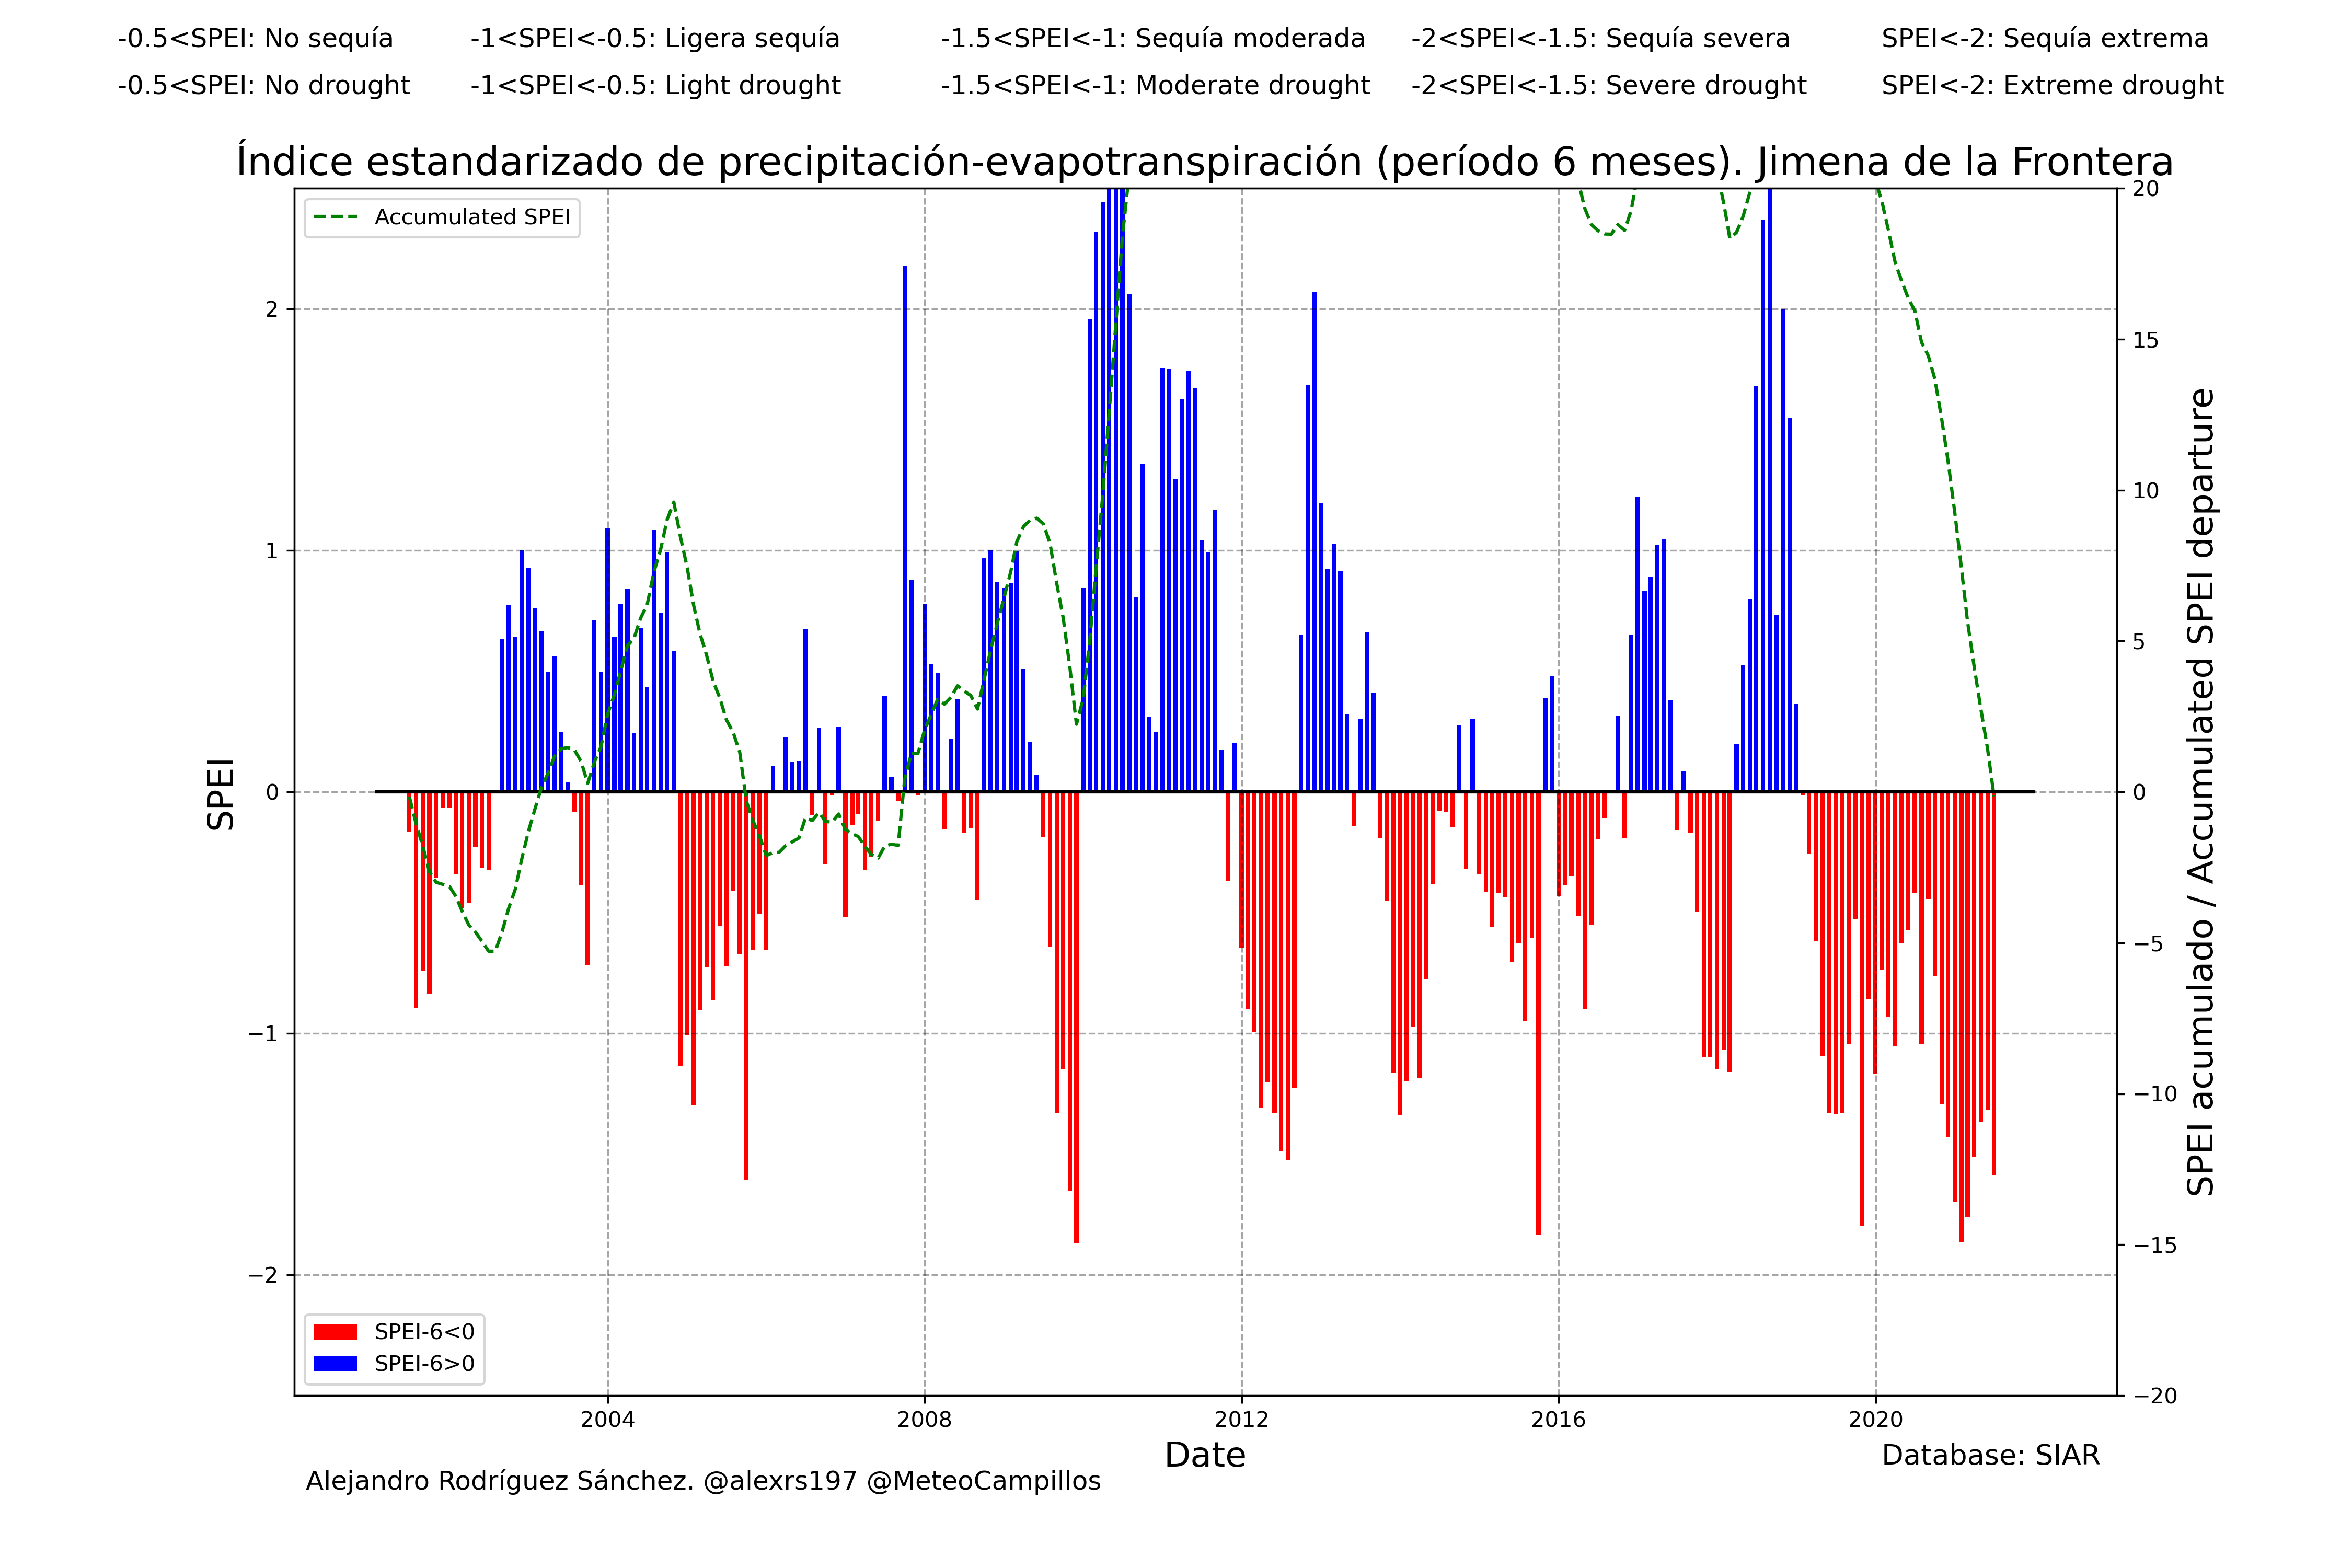 -0.5<SPEI: No sequía -1<SPEI<-0.5: Ligera sequía -1.5<SPEI<-1: Sequía moderada -2<SPEI<-1.5: Sequía severa SPEI<-2: Sequía extrema
-0.5<SPEI: No drought -1<SPEI<-0.5: Light drought -1.5<SPEI<-1: Moderate drought -2<SPEI<-1.5: Severe drought SPEI<-2: Extreme drought
Índice estandarizado de precipitación-evapotranspiración (período 6 meses). Jimena de la Frontera
Accumulated SPEI
SPEI
2
1
0
−1
−2
20
15
10
5
0
−5
−10
−15
−20
SPEI acumulado / Accumulated SPEI departure
SPEI-6<0
SPEI-6>0
2004 2008 2012 2016 2020
Date
Database: SIAR
Alejandro Rodríguez Sánchez. @alexrs197 @MeteoCampillos